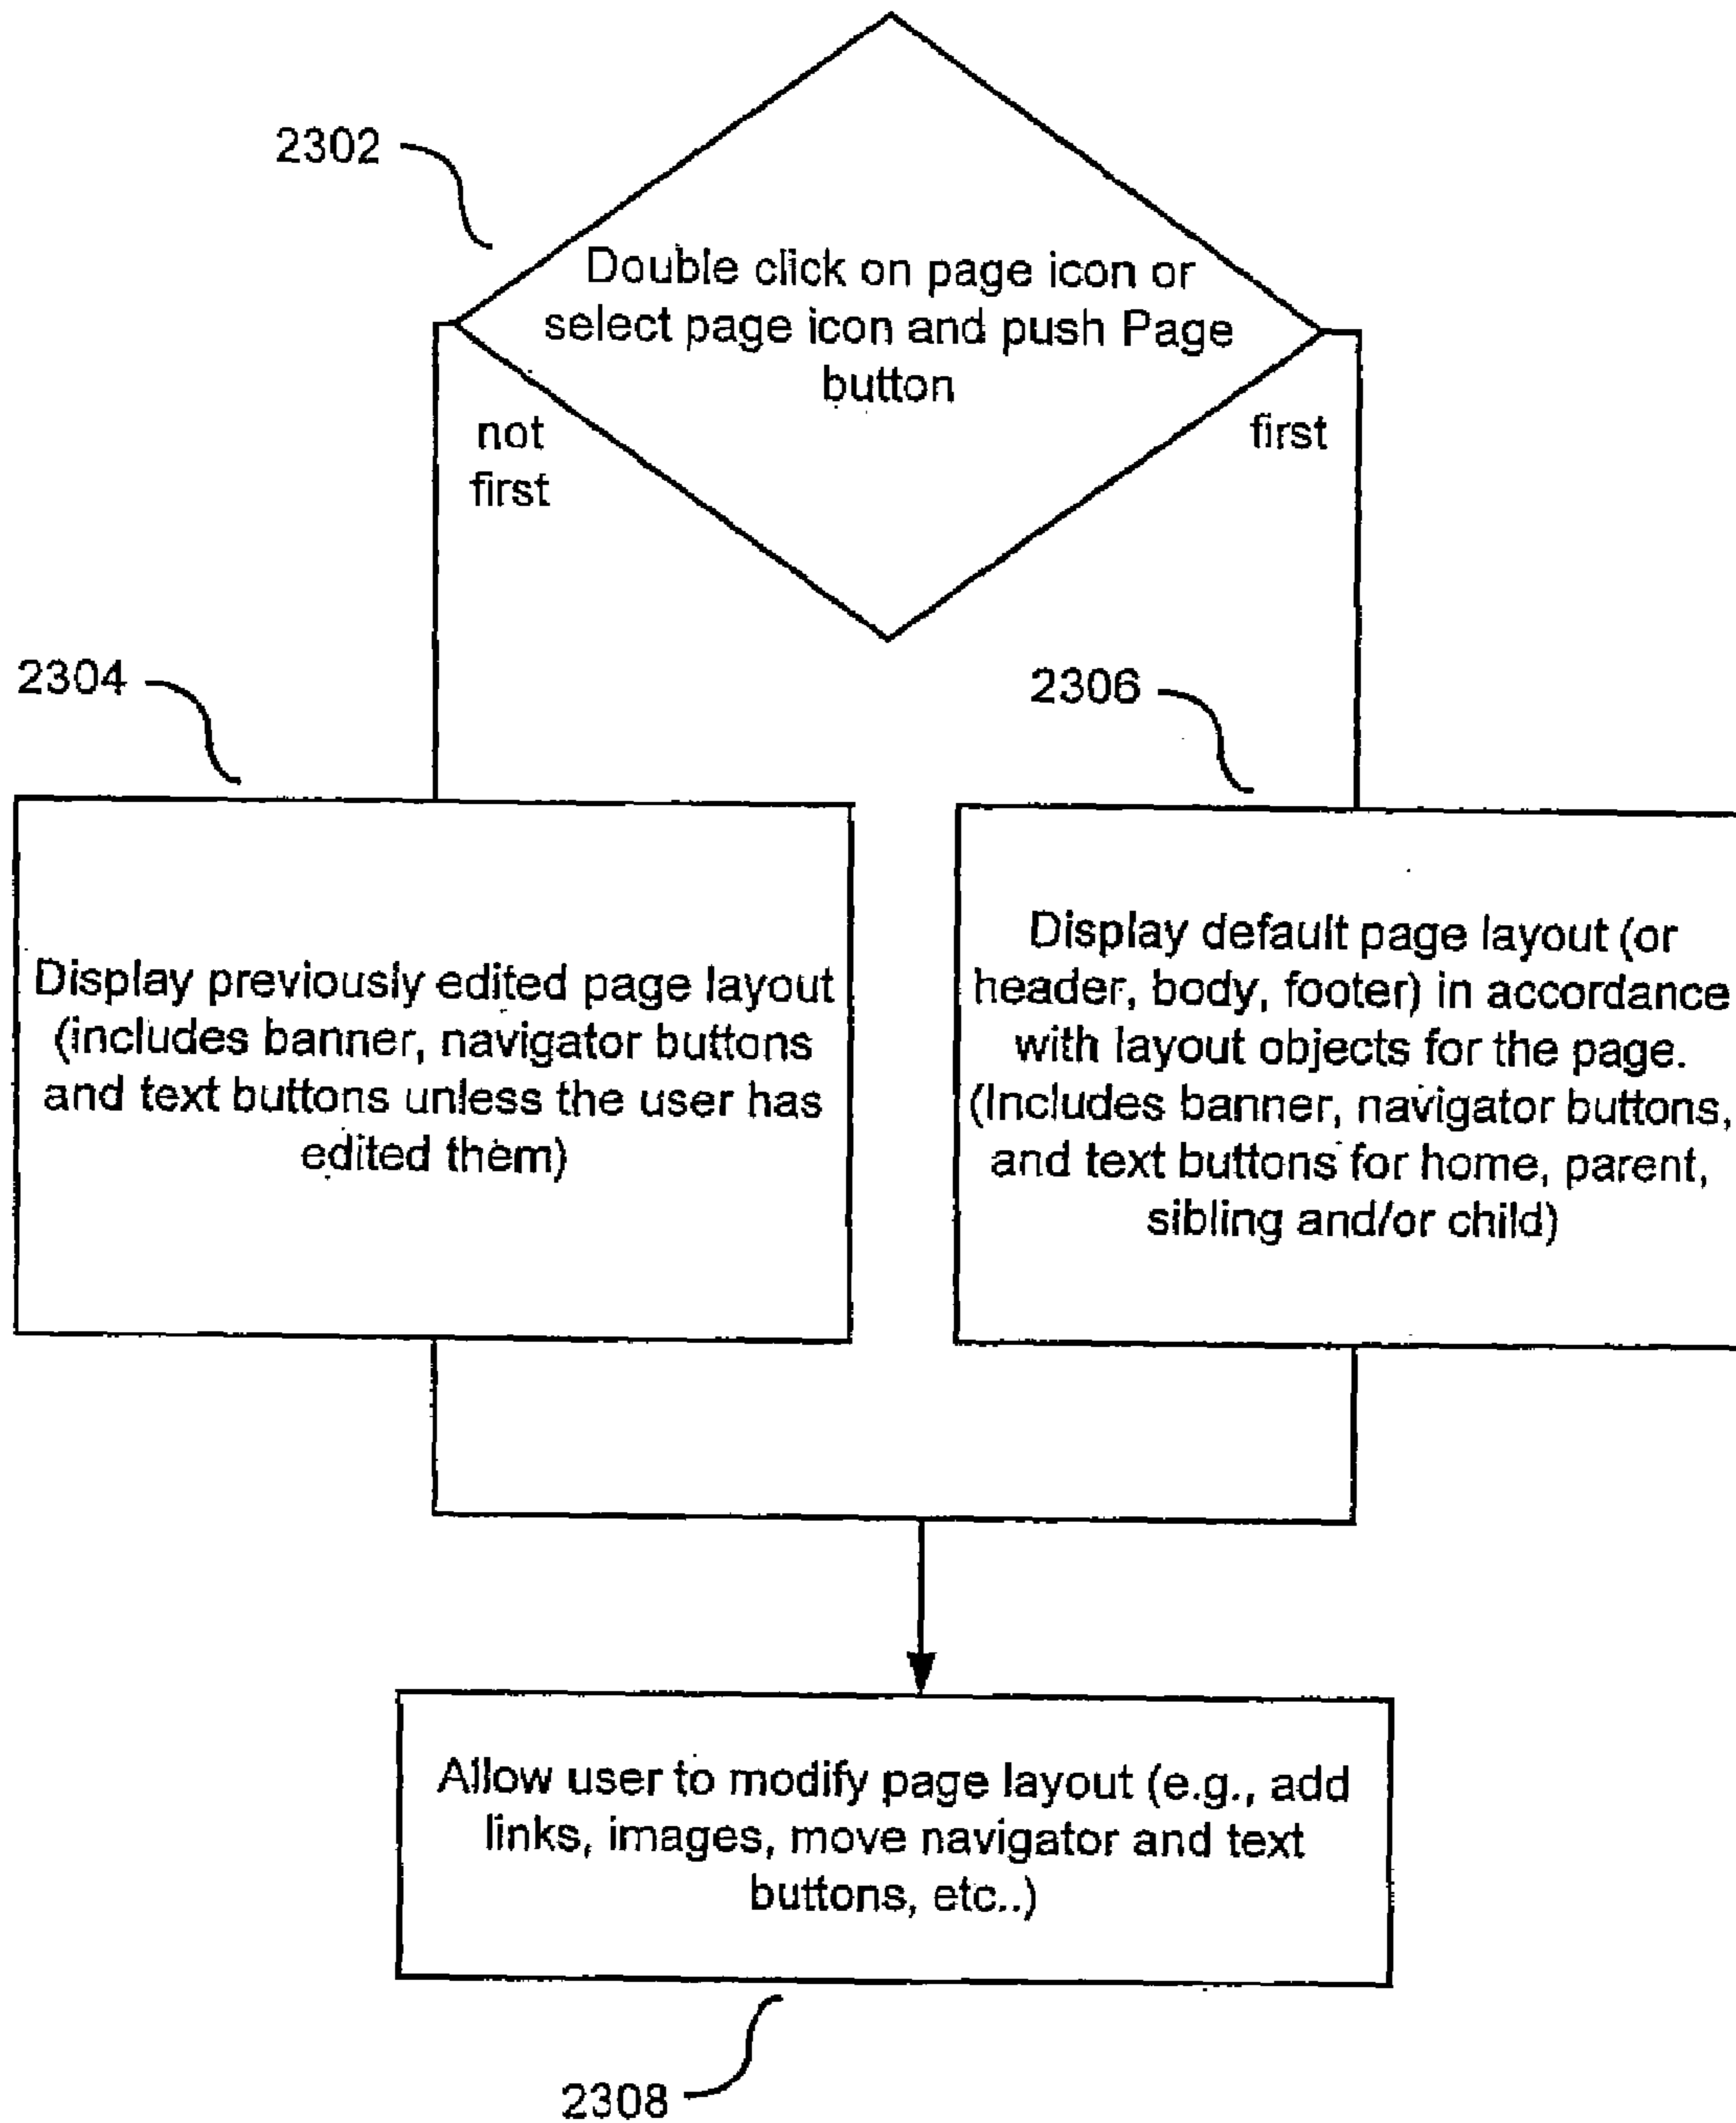 2302
Double click on page icon or
select page icon and push Page
button
not
first
first
2304
2306
Display previously edited page layout
(includes banner, navigator buttons
and text buttons unless the user has
edited them)
Display default page layout (or
header, body, footer) in accordance
with layout objects for the page.
(Includes banner, navigator buttons,
and text buttons for home, parent,
sibling and/or child)
Allow user to modify page layout (e.g., add
links, images, move navigator and text
buttons, etc..)
2308